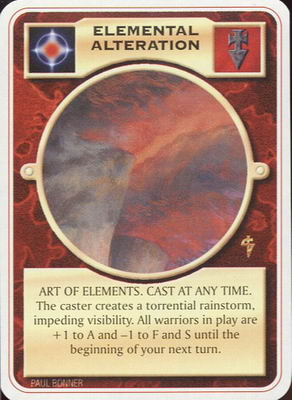 ELEMENTAL
ALTERATION
ART OF ELEMENTS. CAST AT ANY TIME.
The caster creates a torrential rainstorm,
impeding visibility. All warriors in play are
+1 to A and –1 to F and S until the
beginning of your next turn.
PAUL BONNER